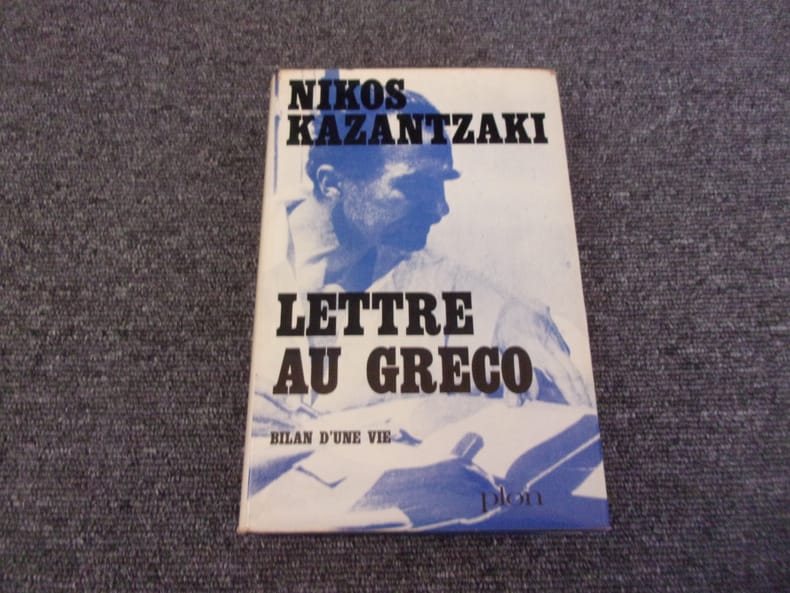 NIKOS
KAZANTZAKI
LETTRE
AU GRECO
BILAN D'UNE VIE
plon